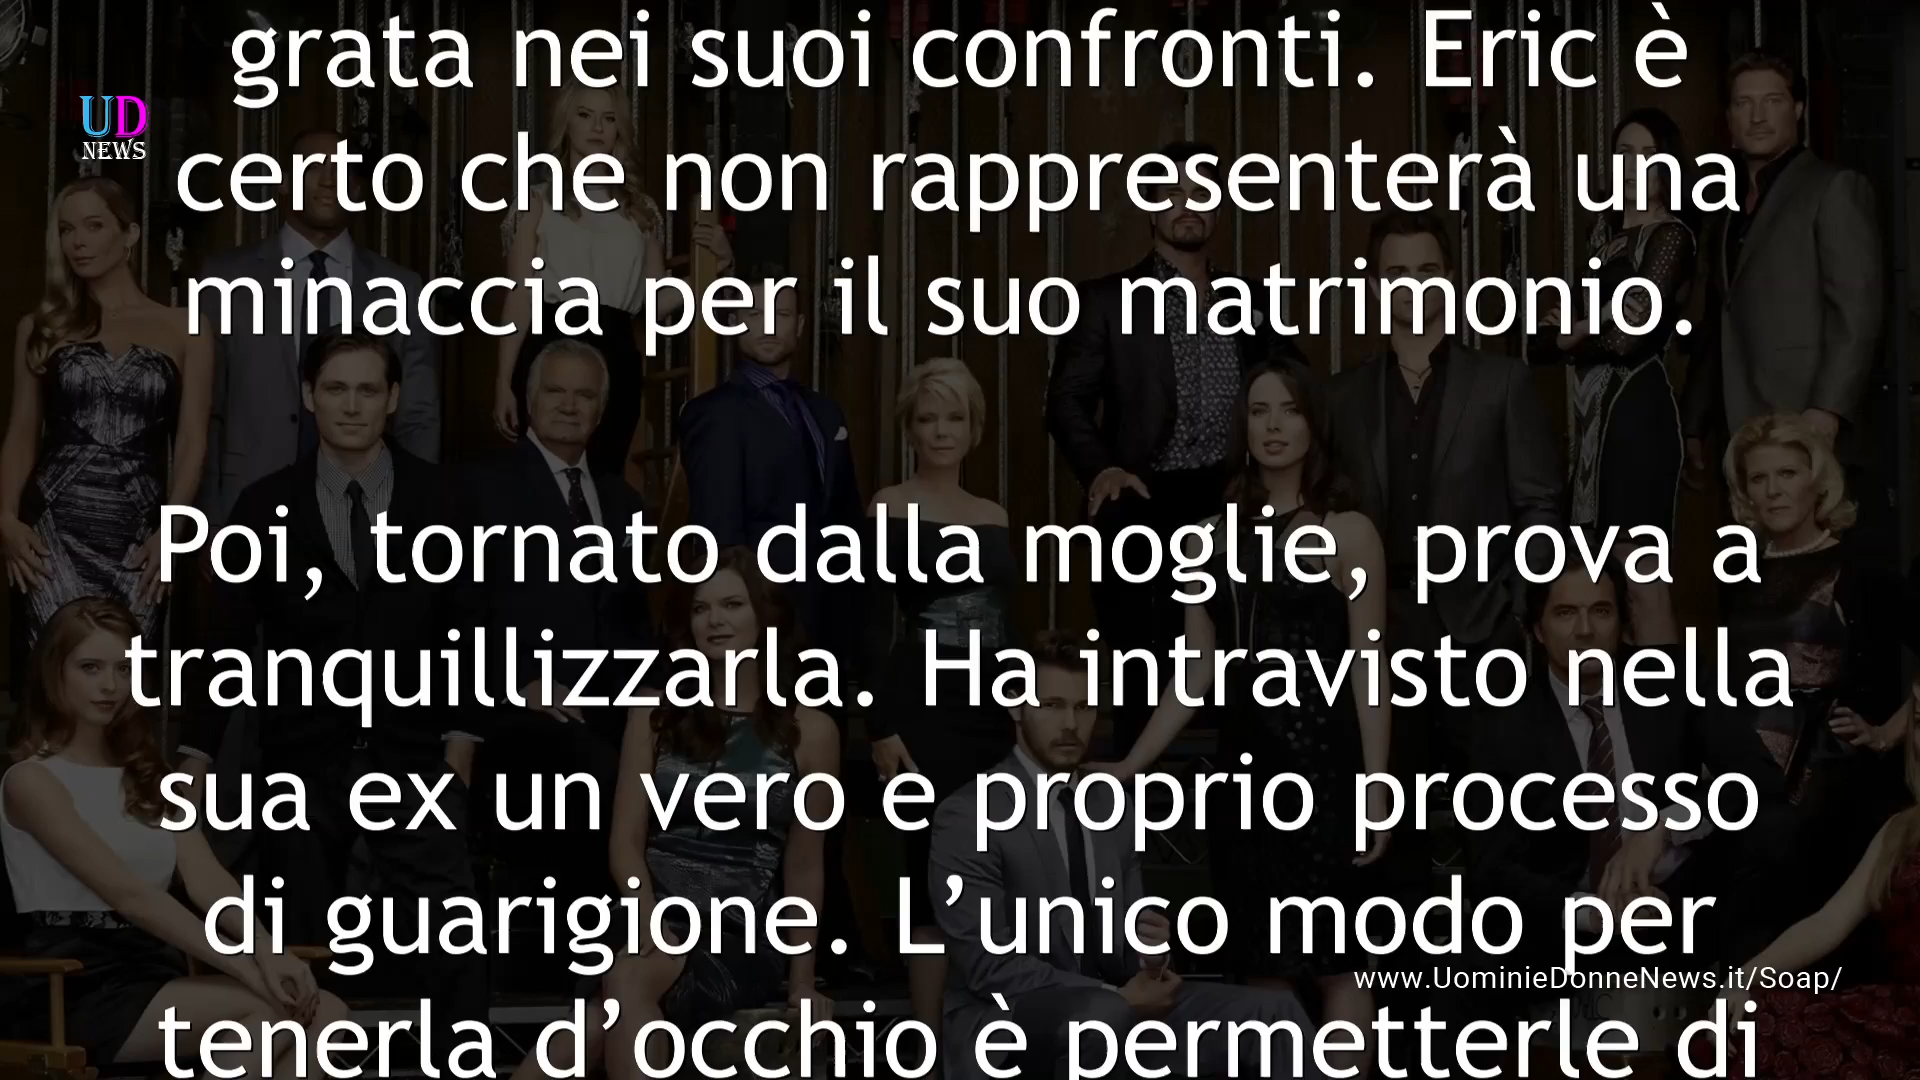 grata nei suoi confronti. Eric è
UD
NEWS
certo che non rappresenterà una
minaccia per il suo matrimonio.
Poi, tornato dalla moglie, prova a
tranquillizzarla. Ha intravisto nella
sua ex un vero e proprio processo
di guarigione. L’unico modo per
www.UominieDonneNews.it/Soap/
tenerla d’occhio è permetterle di